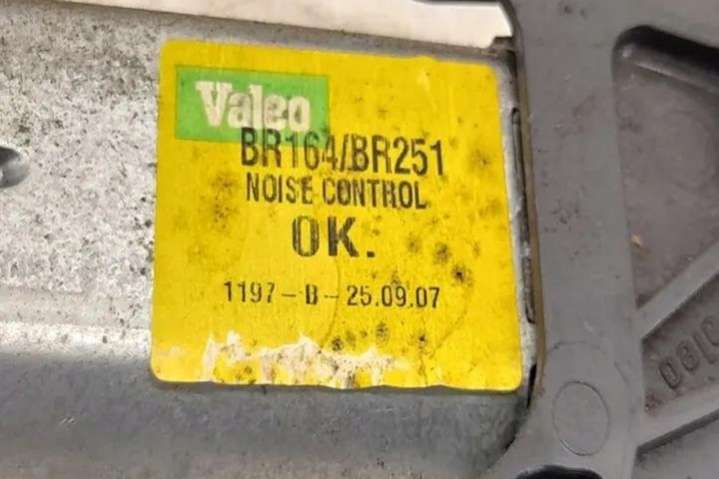 Valeo
BR164/BR251
NOISE CONTROL
OK.
1197-B-25.09.07